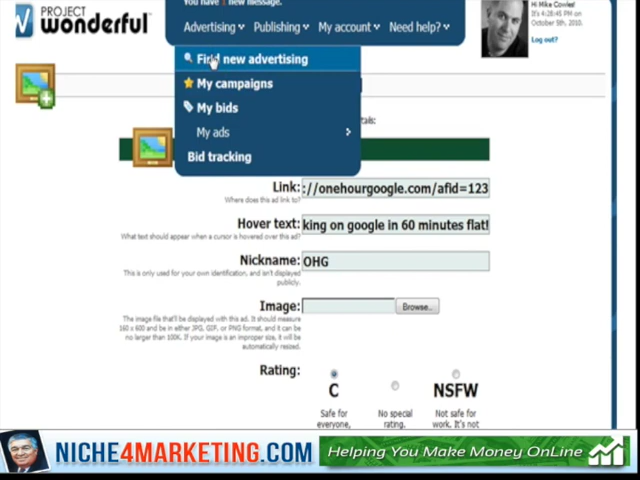 You have 1 new message.
PROJECT
wonderful
Advertising Publishing My account Need help?
Hi Mike Cowles!
It's 4:28:45 PM on
October 5th, 2010.
Log out?
Find new advertising
My campaigns
My bids
My ads
Bid tracking
tals:
Link: ://onehourgoogle.com/afid=123
Where does this ad link to?
Hover text: king on google in 60 minutes flat!
What text should appear when a cursor is hovered over this ad?
Nickname: OHG
This is only used for your own identification, and isn't displayed
publicly.
Image: Browse..
The image file that'll be displayed with this ad. It should measure
160 x 600 and be in either JPG, GIF, or PNG format, and it can be
no larger than 100K. If your image is an improper size, it will be
automatically resized.
Rating:
C NSFW
Safe for No special Not safe for
everyone, rating. work. It's not
NICHE4MARKETING.COM Helping You Make Money OnLine